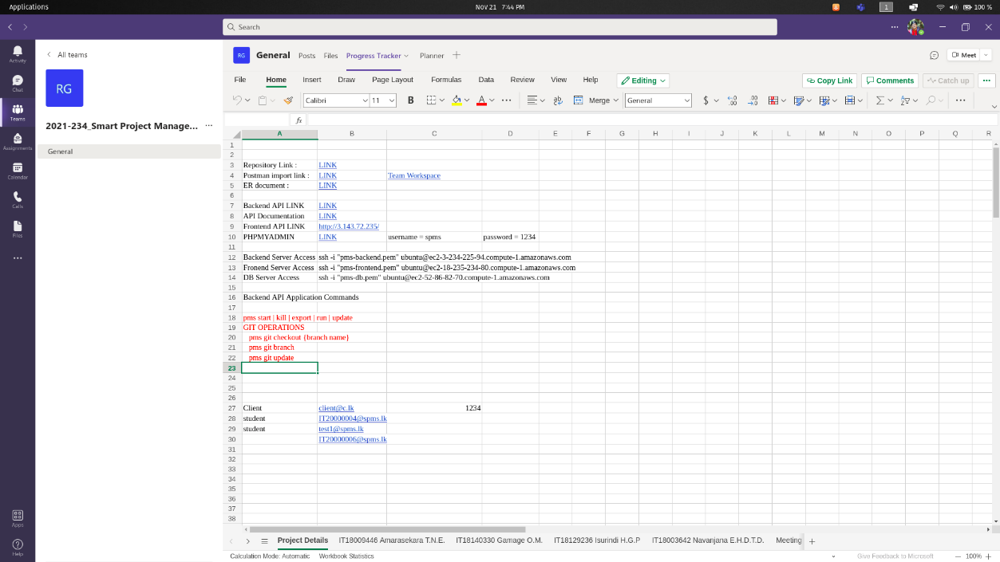 Applications
Nov 21 7:44 PM
1
100 %
Search
Activity
Chat
Teams
Assignments
Calendar
Calls
Files
Apps
Help
All teams
RG
2021-234_Smart Project Manage...
General
RG General Posts Files Progress Tracker Planner
Meet
File Home Insert Draw Page Layout Formulas Data Review View Help Editing Copy Link Comments Catch up
Calibri 11 B A Merge General $
fx
A B C D E F G H I J K L M N O P Q R
1
2
3 Repository Link : LINK
4 Postman import link : LINK Team Workspace
5 ER document : LINK
6
7 Backend API LINK LINK
8 API Documentation LINK
9 Frontend API LINK http://3.143.72.235/
10 PHPMYADMIN LINK username = spms password = 1234
11
12 Backend Server Access ssh -i "pms-backend.pem" ubuntu@ec2-3-234-225-94.compute-1.amazonaws.com
13 Fronend Server Access ssh -i "pms-frontend.pem" ubuntu@ec2-18-235-234-80.compute-1.amazonaws.com
14 DB Server Access ssh -i "pms-db.pem" ubuntu@ec2-52-86-82-70.compute-1.amazonaws.com
15
16 Backend API Application Commands
17
18 pms start | kill | export | run | update
19 GIT OPERATIONS
20 pms git checkout {branch name}
21 pms git branch
22 pms git update
23
24
25
26
27 Client client@c.lk 1234
28 student IT20000004@spms.lk
29 student test1@spms.lk
30 IT20000006@spms.lk
31
32
33
34
35
36
37
38
Project Details IT18009446 Amarasekara T.N.E. IT18140330 Gamage O.M. IT18129236 Isurindi H.G.P IT18003642 Navanjana E.H.D.T.D. Meeting
Calculation Mode: Automatic Workbook Statistics Give Feedback to Microsoft 100%